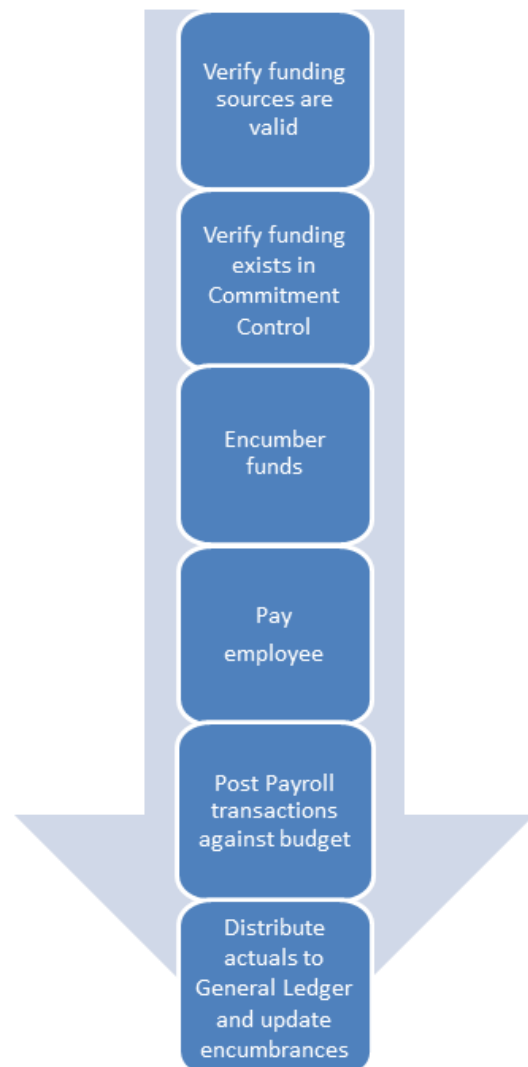 Verify funding
sources are
valid
Verify funding
exists in
Commitment
Control
Encumber
funds
Pay
employee
Post Payroll
transactions
against budget
Distribute
actuals to
General Ledger
and update
encumbrances